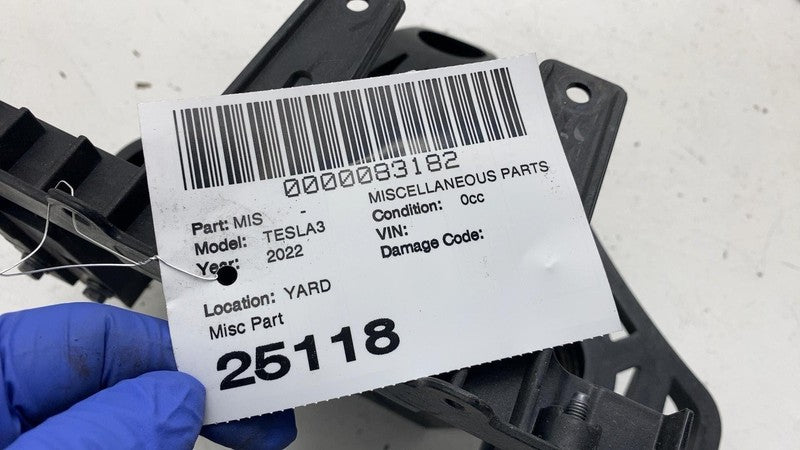 0000083182
Part: MIS - MISCELLANEOUS PARTS
Model: TESLA3 Condition: 0cc
Year: 2022 VIN:
Damage Code:
Location: YARD
Misc Part
25118